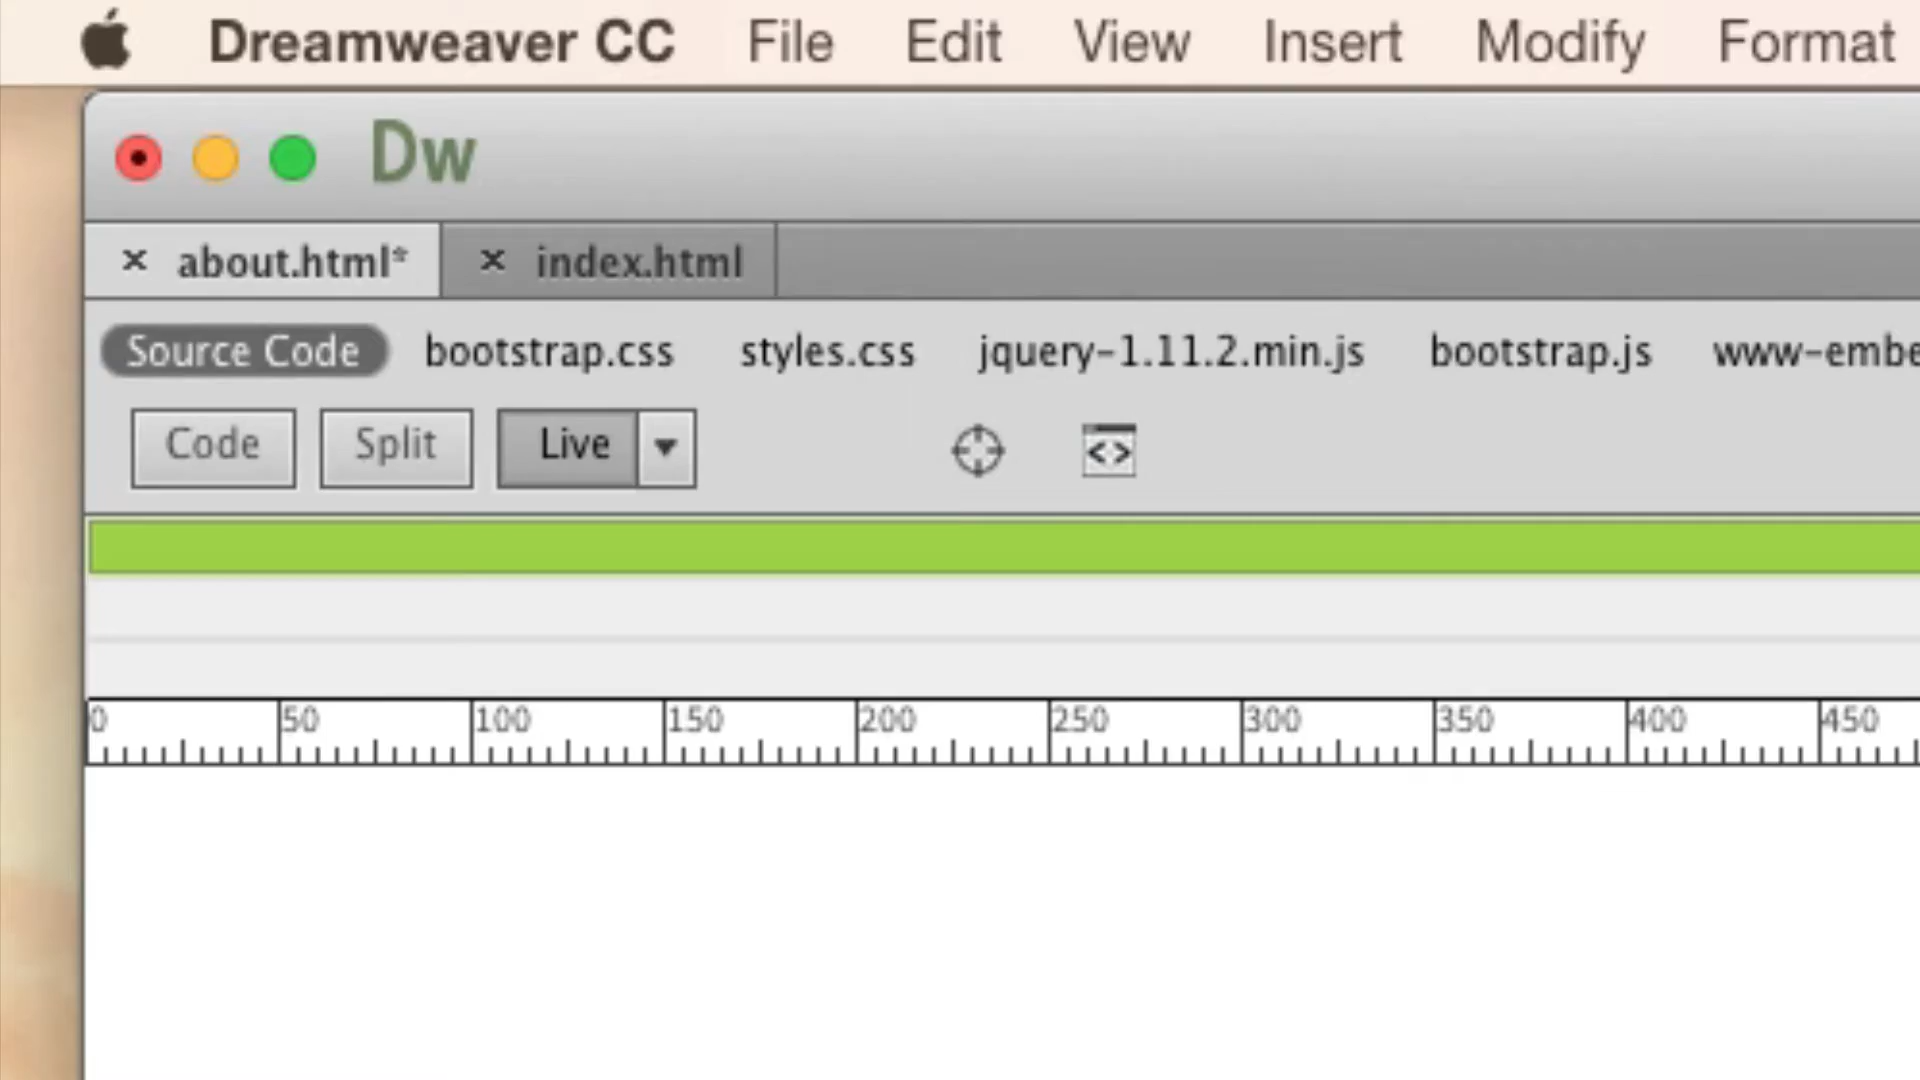 Dreamweaver CC File Edit View Insert Modify Format
Dw
× about.html* × index.html
Source Code bootstrap.css styles.css jquery-1.11.2.min.js bootstrap.js www-embe
Code Split Live
0 50 100 150 200 250 300 350 400 450